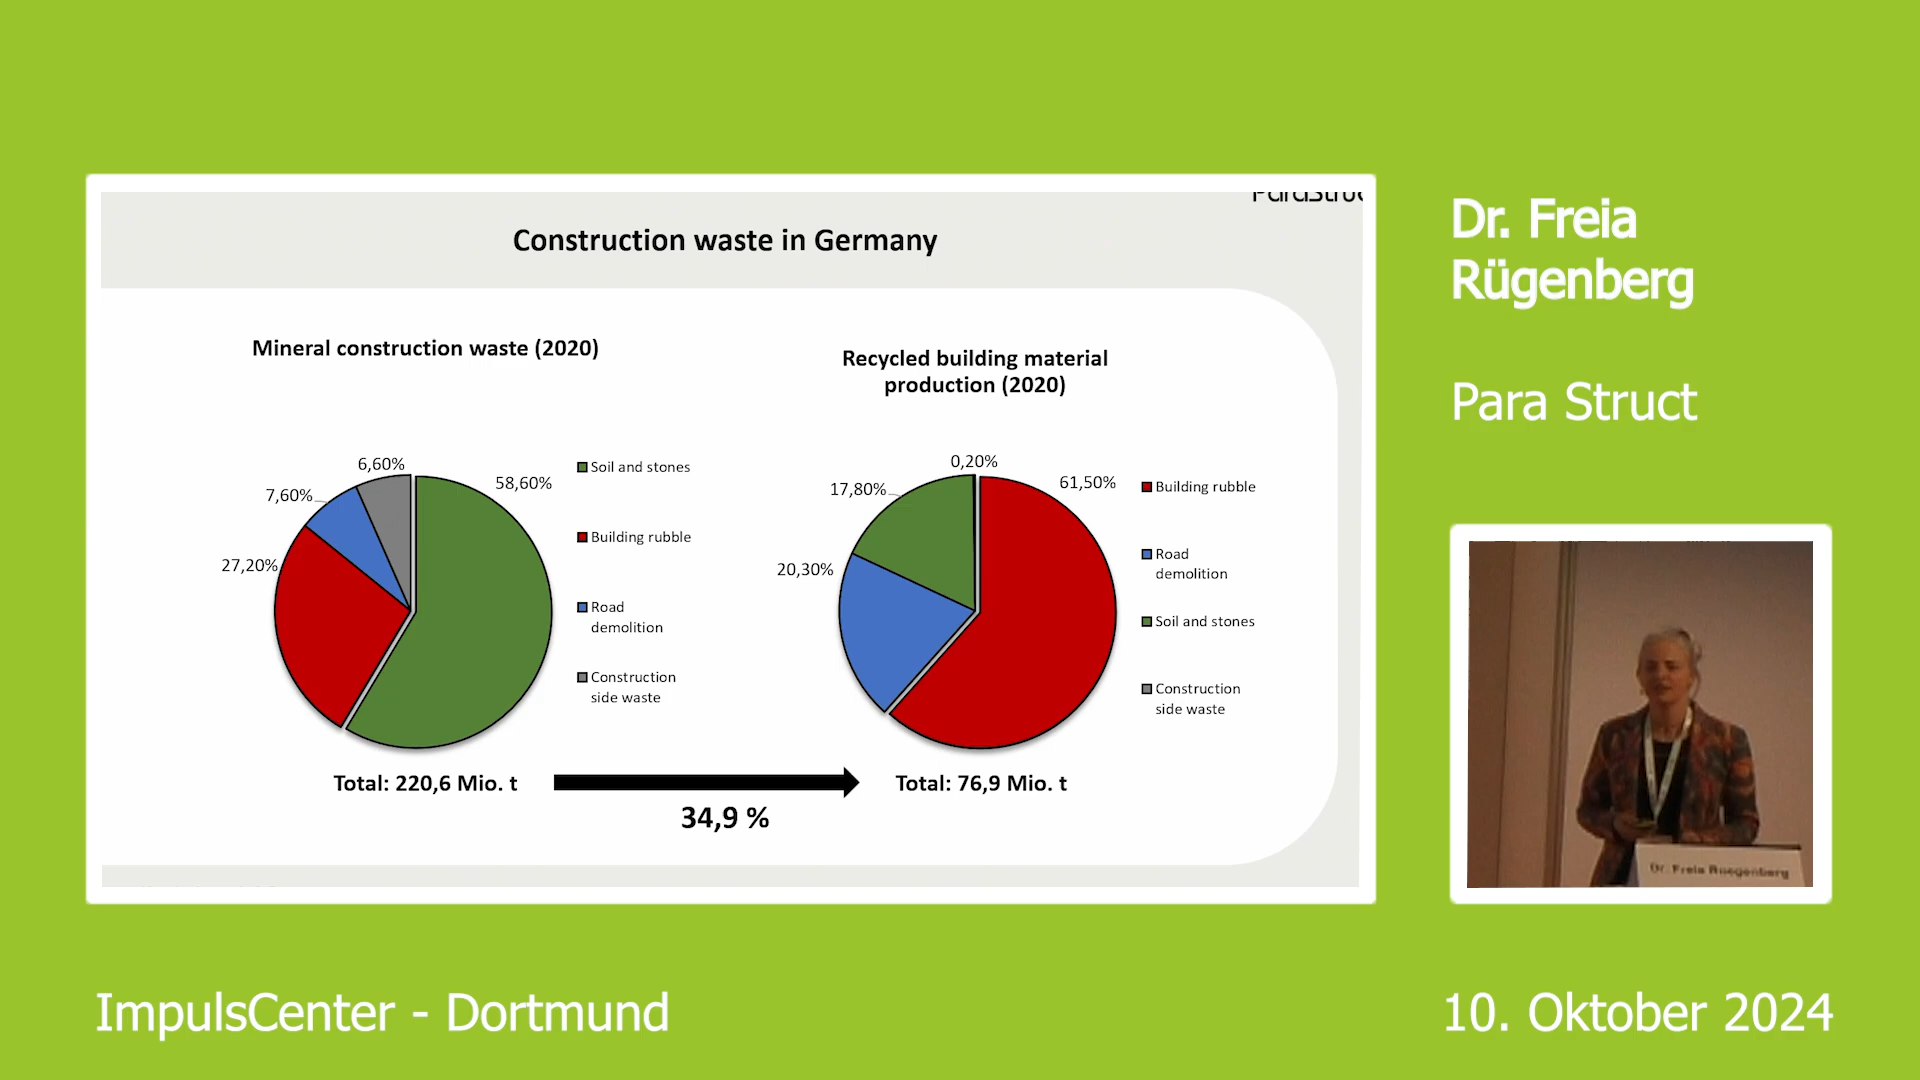 Construction waste in Germany
Mineral construction waste (2020)
6,60%
7,60%
58,60%
27,20%
Soil and stones
Building rubble
Road
demolition
Construction
side waste
Total: 220,6 Mio. t
34,9 %
Recycled building material
production (2020)
0,20%
17,80%
61,50%
20,30%
Building rubble
Road
demolition
Soil and stones
Construction
side waste
Total: 76,9 Mio. t
Dr. Freia
Rügenberg
Para Struct
Dr. Freia Rüegenberg
ImpulsCenter - Dortmund
10. Oktober 2024